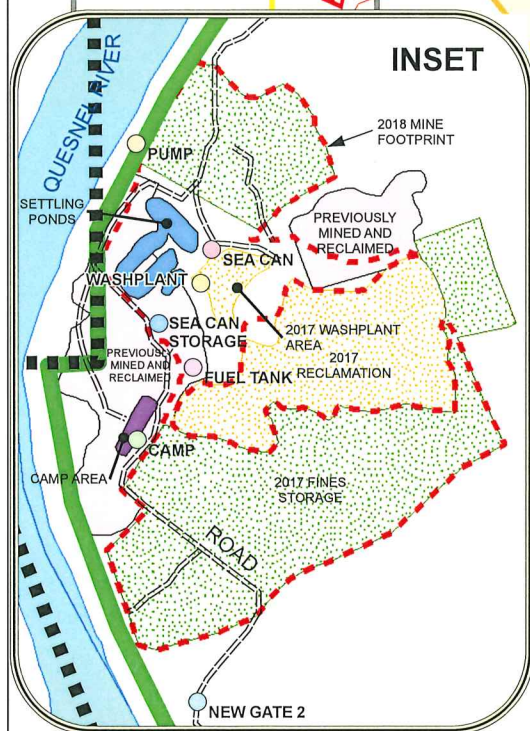 INSET
QUESNEL RIVER
2018 MINE
FOOTPRINT
PUMP
SETTLING
PONDS
PREVIOUSLY
MINED AND
RECLAIMED
SEA CAN
WASHPLANT
SEA CAN
STORAGE
2017 WASHPLANT
AREA
PREVIOUSLY
MINED AND
RECLAIMED
2017
RECLAMATION
FUEL TANK
CAMP
CAMP AREA
2017 FINES
STORAGE
ROAD
NEW GATE 2